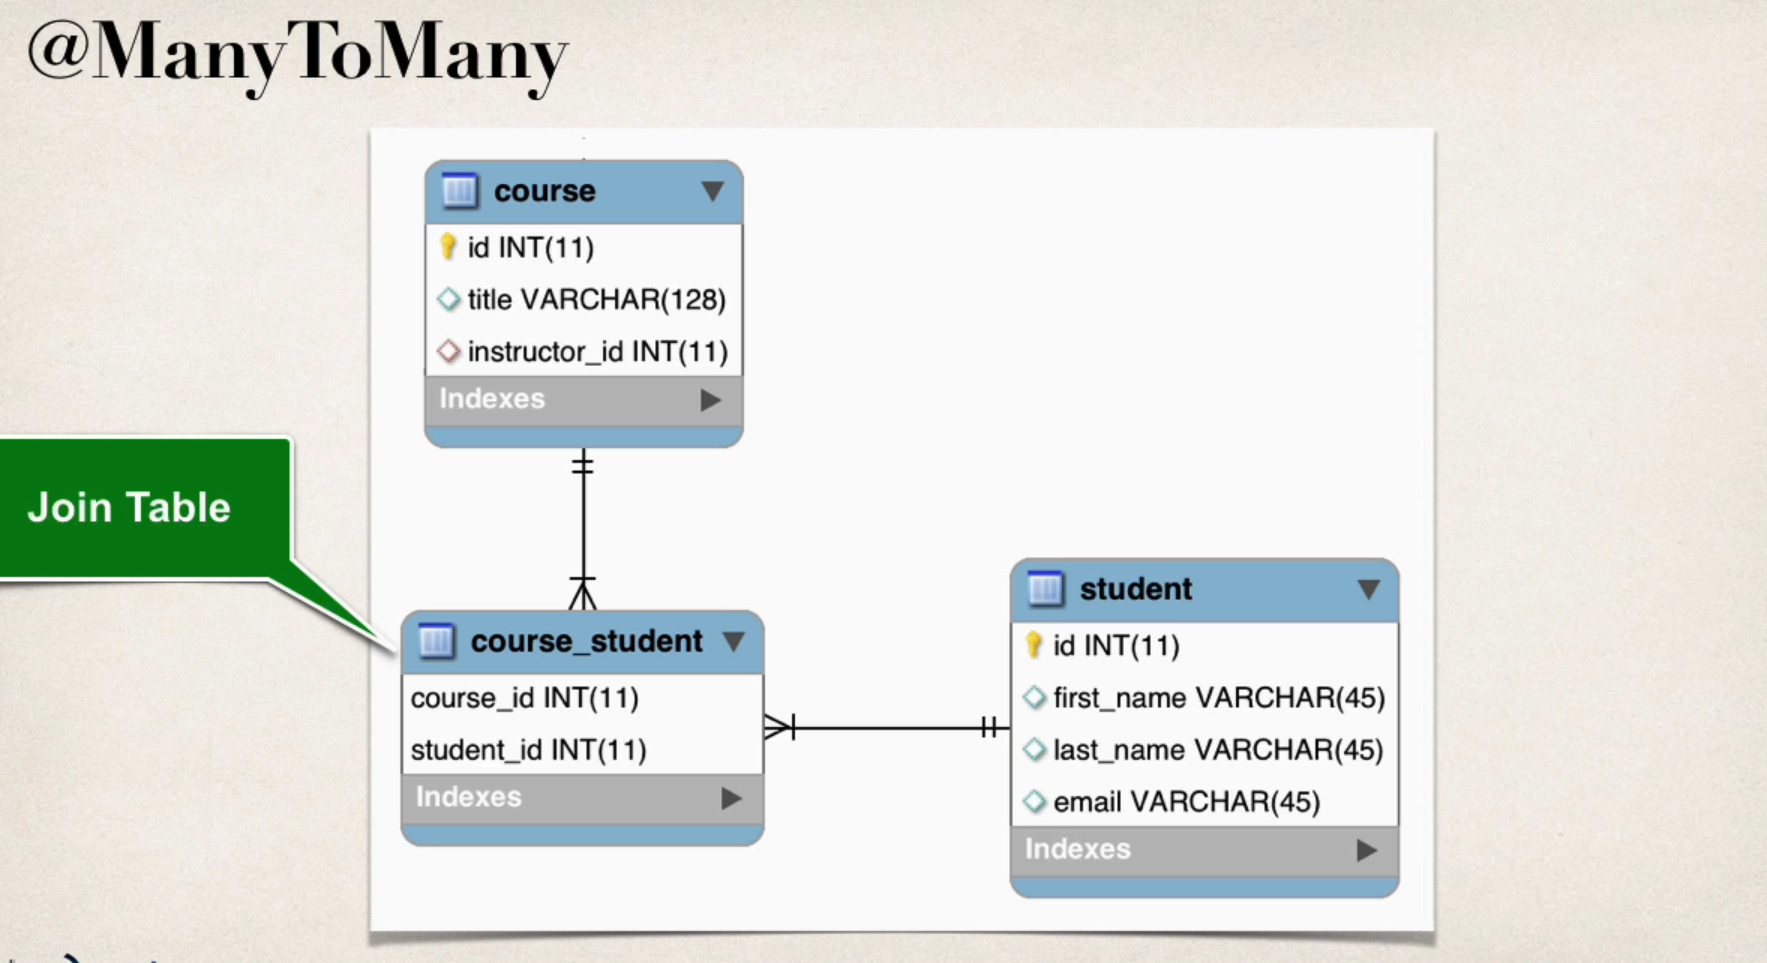 @ManyToMany
course
id INT(11)
title VARCHAR(128)
instructor_id INT(11)
Indexes
Join Table
course_student
course_id INT(11)
student_id INT(11)
Indexes
student
id INT(11)
first_name VARCHAR(45)
last_name VARCHAR(45)
email VARCHAR(45)
Indexes